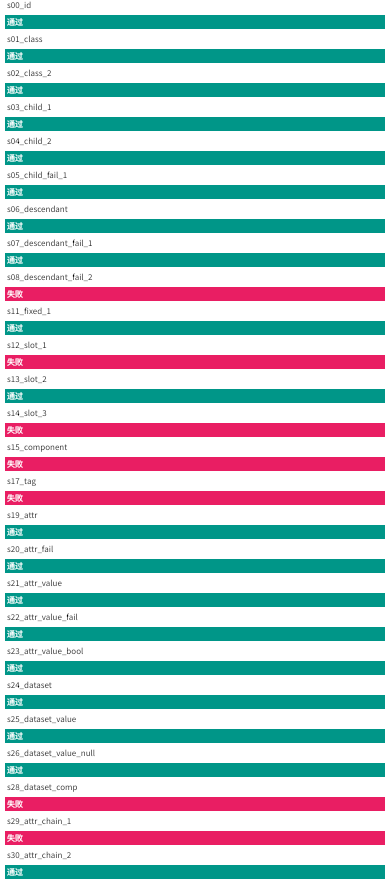 s00_id
通过
s01_class
通过
s02_class_2
通过
s03_child_1
通过
s04_child_2
通过
s05_child_fail_1
通过
s06_descendant
通过
s07_descendant_fail_1
通过
s08_descendant_fail_2
失败
s11_fixed_1
通过
s12_slot_1
失败
s13_slot_2
通过
s14_slot_3
失败
s15_component
失败
s17_tag
失败
s19_attr
通过
s20_attr_fail
通过
s21_attr_value
通过
s22_attr_value_fail
通过
s23_attr_value_bool
通过
s24_dataset
通过
s25_dataset_value
通过
s26_dataset_value_null
通过
s28_dataset_comp
失败
s29_attr_chain_1
失败
s30_attr_chain_2
通过